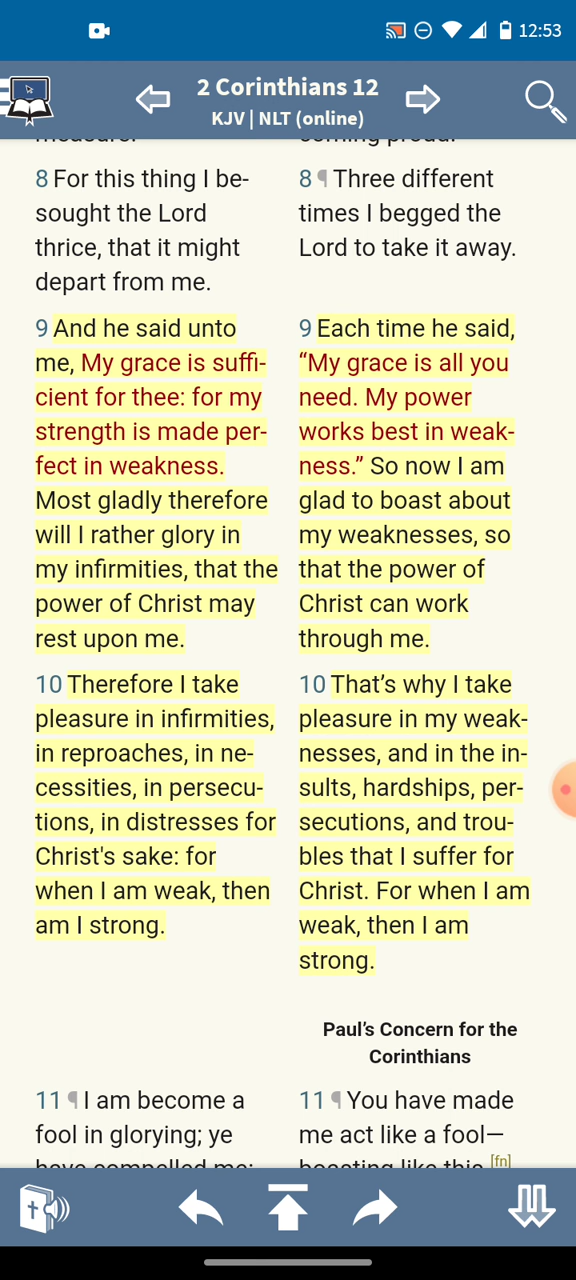 12:53
2 Corinthians 12
KJV | NLT (online)
measure.
8 For this thing I be-
sought the Lord
thrice, that it might
depart from me.
9 And he said unto
me, My grace is suffi-
cient for thee: for my
strength is made per-
fect in weakness.
Most gladly therefore
will I rather glory in
my infirmities, that the
power of Christ may
rest upon me.
10 Therefore I take
pleasure in infirmities,
in reproaches, in ne-
cessities, in persecu-
tions, in distresses for
Christ's sake: for
when I am weak, then
am I strong.
11 ¶ I am become a
fool in glorying; ye
have compelled me:
coming proud.
8 ¶ Three different
times I begged the
Lord to take it away.
9 Each time he said,
“My grace is all you
need. My power
works best in weak-
ness.” So now I am
glad to boast about
my weaknesses, so
that the power of
Christ can work
through me.
10 That’s why I take
pleasure in my weak-
nesses, and in the in-
sults, hardships, per-
secutions, and trou-
bles that I suffer for
Christ. For when I am
weak, then I am
strong.
Paul’s Concern for the
Corinthians
11 ¶ You have made
me act like a fool—
boasting like this.[fn]